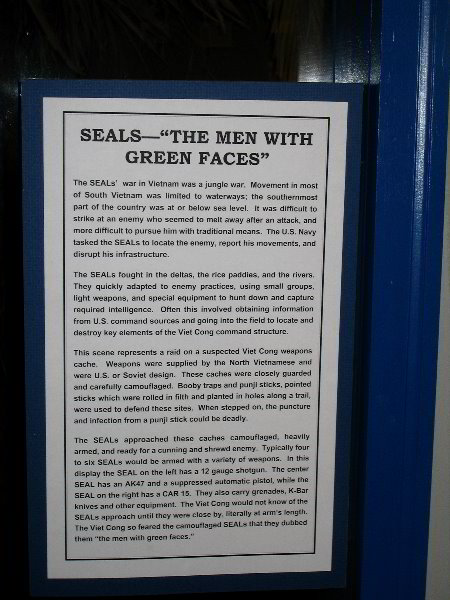 SEALS—"THE MEN WITH
GREEN FACES"
The SEALs' war in Vietnam was a jungle war. Movement in most
of South Vietnam was limited to waterways; the southernmost
part of the country was at or below sea level. It was difficult to
strike at an enemy who seemed to melt away after an attack, and
more difficult to pursue him with traditional means. The U.S. Navy
tasked the SEALs to locate the enemy, report his movements, and
disrupt his infrastructure.
The SEALs fought in the deltas, the rice paddies, and the rivers.
They quickly adapted to enemy practices, using small groups,
light weapons, and special equipment to hunt down and capture
required intelligence. Often this involved obtaining information
from U.S. command sources and going into the field to locate and
destroy key elements of the Viet Cong command structure.
This scene represents a raid on a suspected Viet Cong weapons
cache. Weapons were supplied by the North Vietnamese and
were U.S. or Soviet design. These caches were closely guarded
and carefully camouflaged. Booby traps and punji sticks, pointed
sticks which were rolled in filth and planted in holes along a trail,
were used to defend these sites. When stepped on, the puncture
and infection from a punji stick could be deadly.
The SEALs approached these caches camouflaged, heavily
armed, and ready for a cunning and shrewd enemy. Typically four
to six SEALs would be armed with a variety of weapons. In this
display the SEAL on the left has a 12 gauge shotgun. The center
SEAL has an AK47 and a suppressed automatic pistol, while the
SEAL on the right has a CAR 15. They also carry grenades, K-Bar
knives and other equipment. The Viet Cong would not know of the
SEALs approach until they were close by, literally at arm's length.
The Viet Cong so feared the camouflaged SEALs that they dubbed
them "the men with green faces."